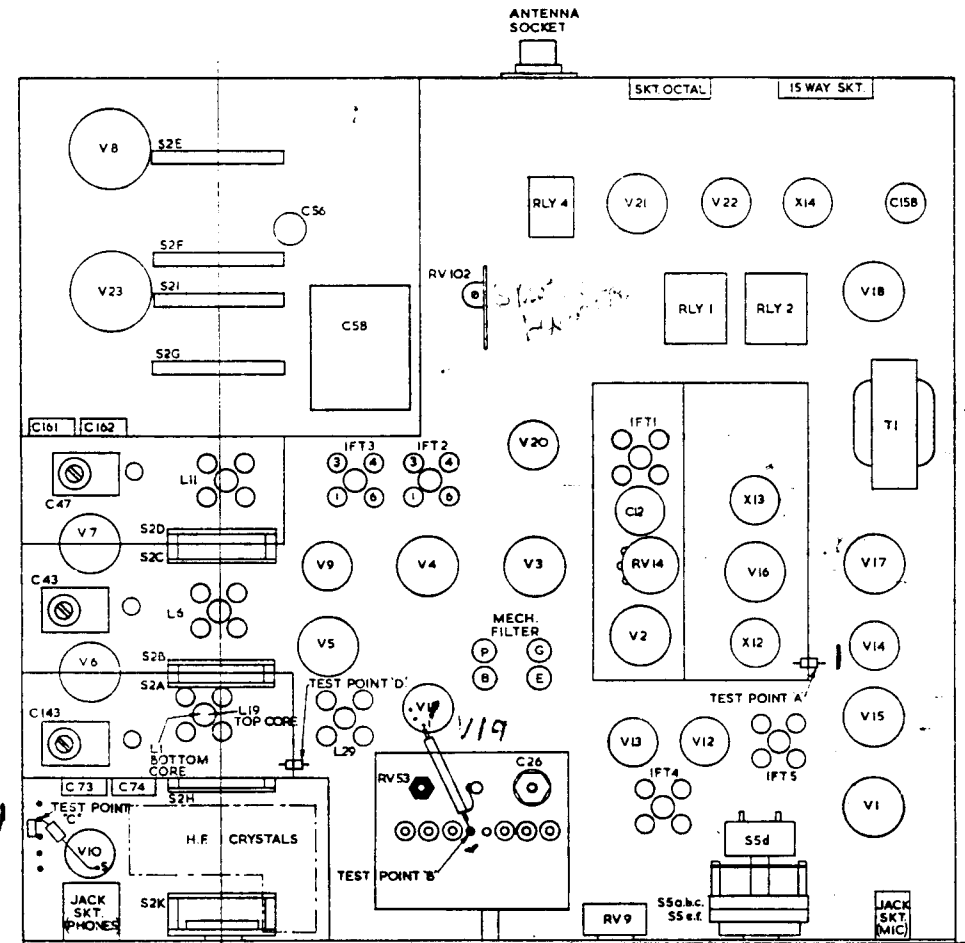 ANTENNA
SOCKET
SKT. OCTAL
15 WAY SKT.
V8
S2E
C56
RLY 4
V21
V22
X14
C158
S2F
V23
S2I
S2G
C58
RV102
RLY 1
RLY 2
V18
C161
C162
IFT3
IFT2
V20
IFT1
T1
C47
L11
3
4
1
6
3
4
1
6
C12
X13
V7
S2D
S2C
V9
V4
V3
RV14
V16
V17
C43
L6
V5
MECH.
FILTER
P
G
B
E
V2
X12
V14
V6
S2B
S2A
TEST POINT 'D'
TEST POINT 'A'
C143
L19
TOP CORE
L1
BOTTOM
CORE
L29
V19
V13
V12
V15
IFT5
C73
C74
S2H
RV53
C26
IFT4
V1
TEST POINT
"C"
V10
5
H.F. CRYSTALS
TEST POINT 'B'
S5d
JACK
SKT.
(PHONES)
S2K
RV9
S5a.b.c.
S5e.f.
JACK
SKT.
(MIC)